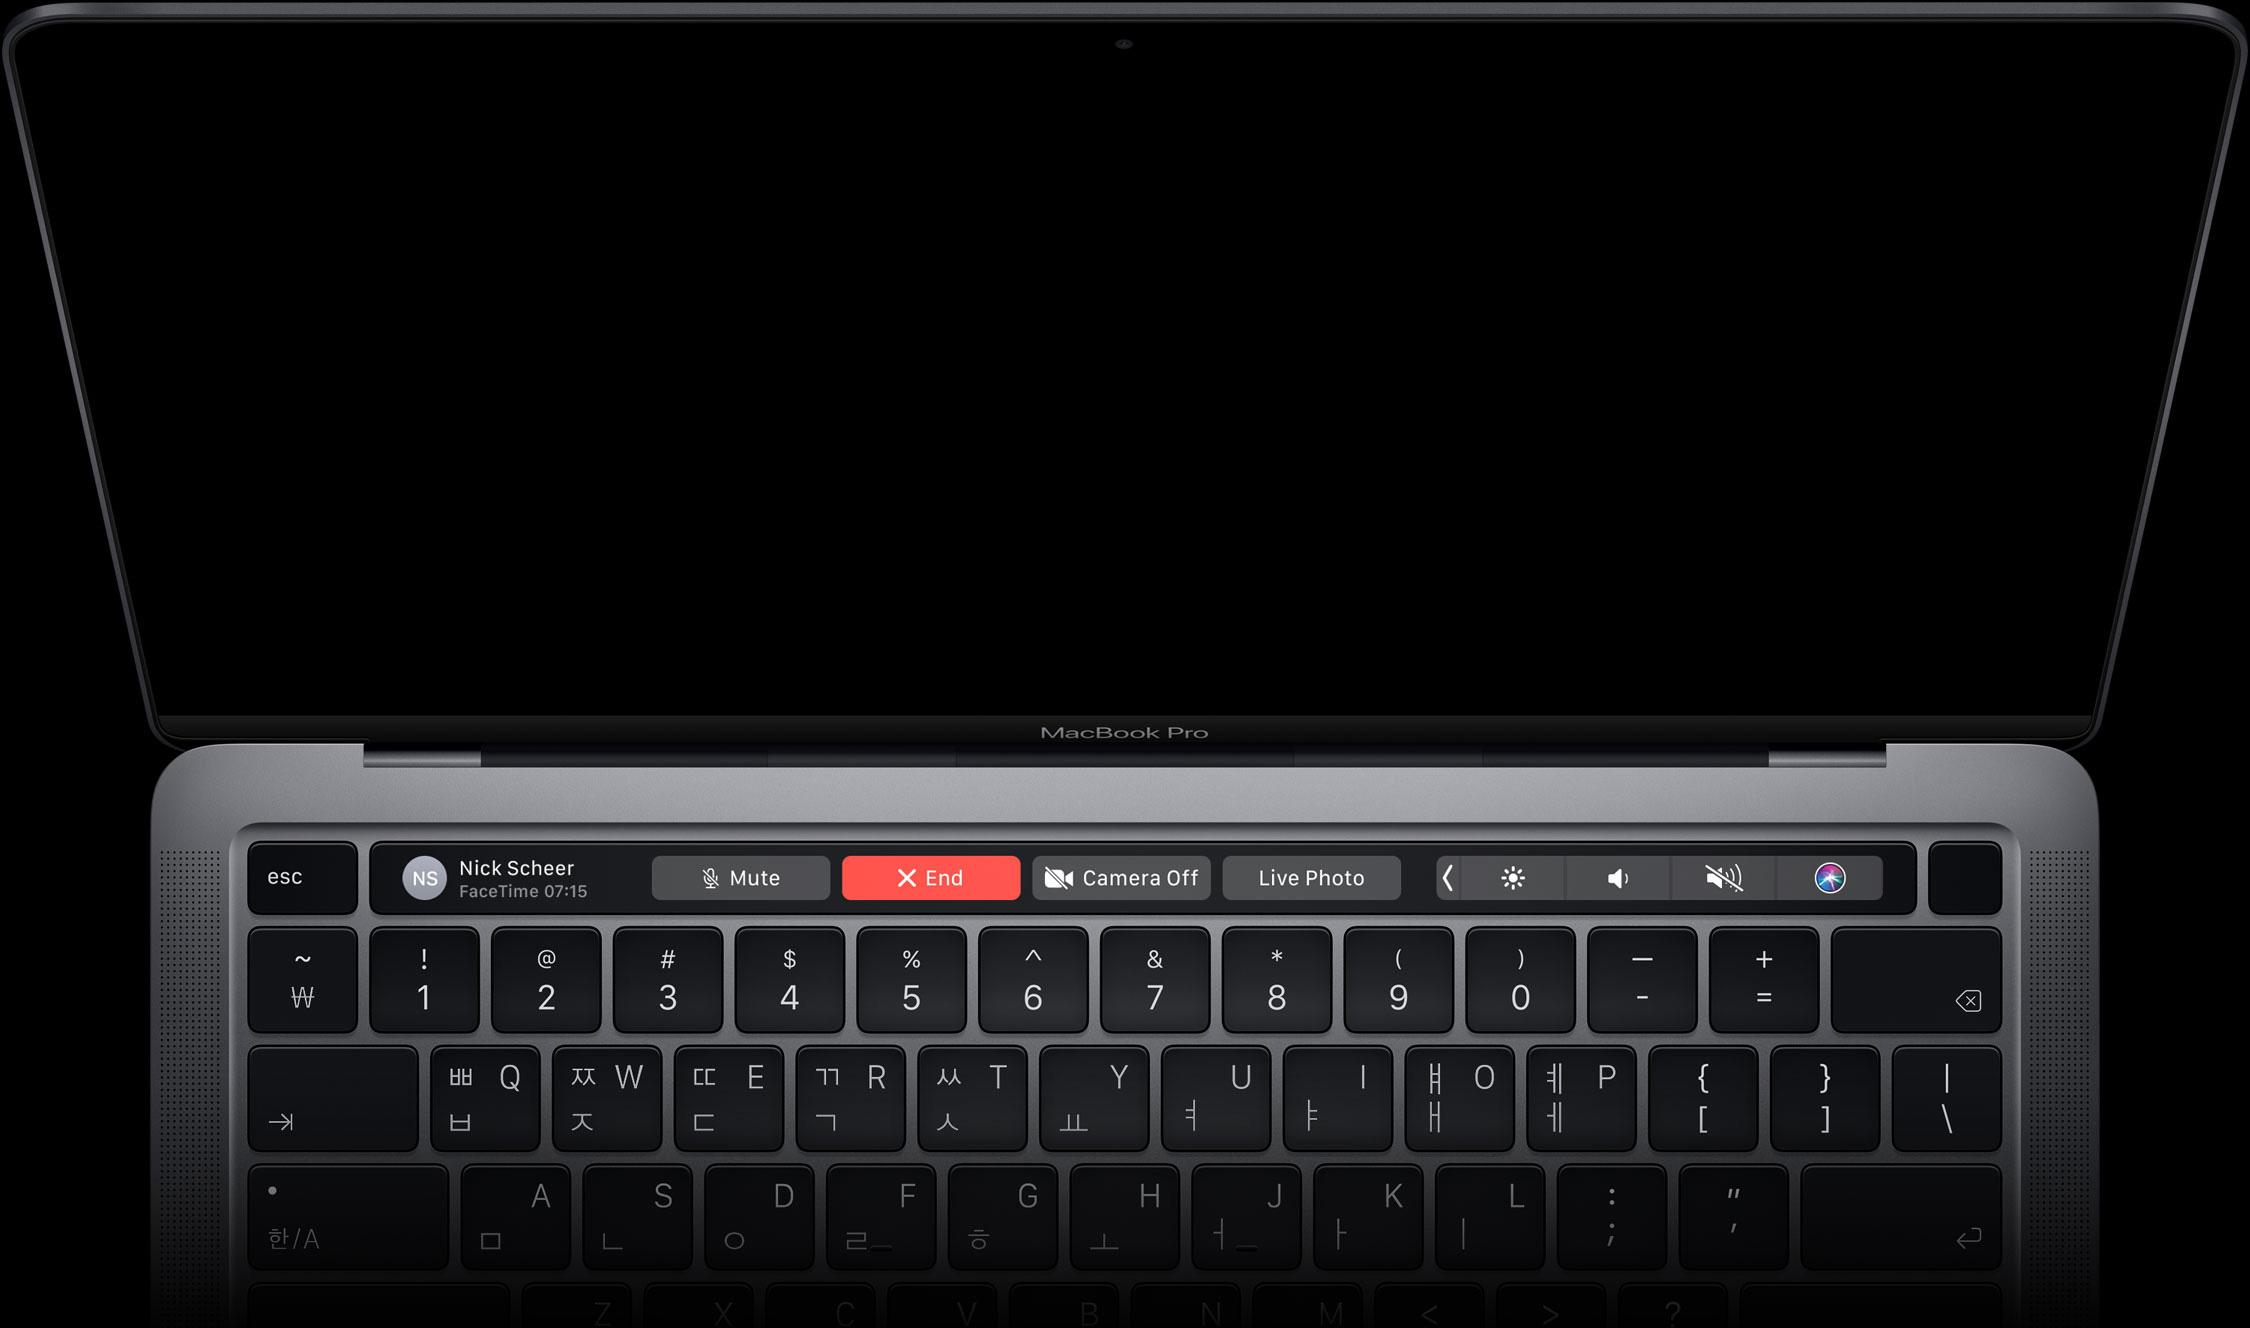 MacBook Pro
esc NS Nick Scheer Mute End Camera Off Live Photo
FaceTime 07:15
~ ! @ # $ % ^ & * ( ) — +
₩ 1 2 3 4 5 6 7 8 9 0 - =
ㅃ Q ㅉ W ㄸ E ㄲ R ㅆ T Y U I ㅒ O ㅖ P { } |
ㅂ ㅈ ㄷ ㄱ ㅅ ㅛ ㅕ ㅑ ㅐ ㅔ [ ] \
A S D F G H J K L : "
한/A ㅁ ㄴ ㅇ ㄹ ㅎ ㅗ ㅓ ㅏ ㅣ ; '
Z X C V B N M < > ?